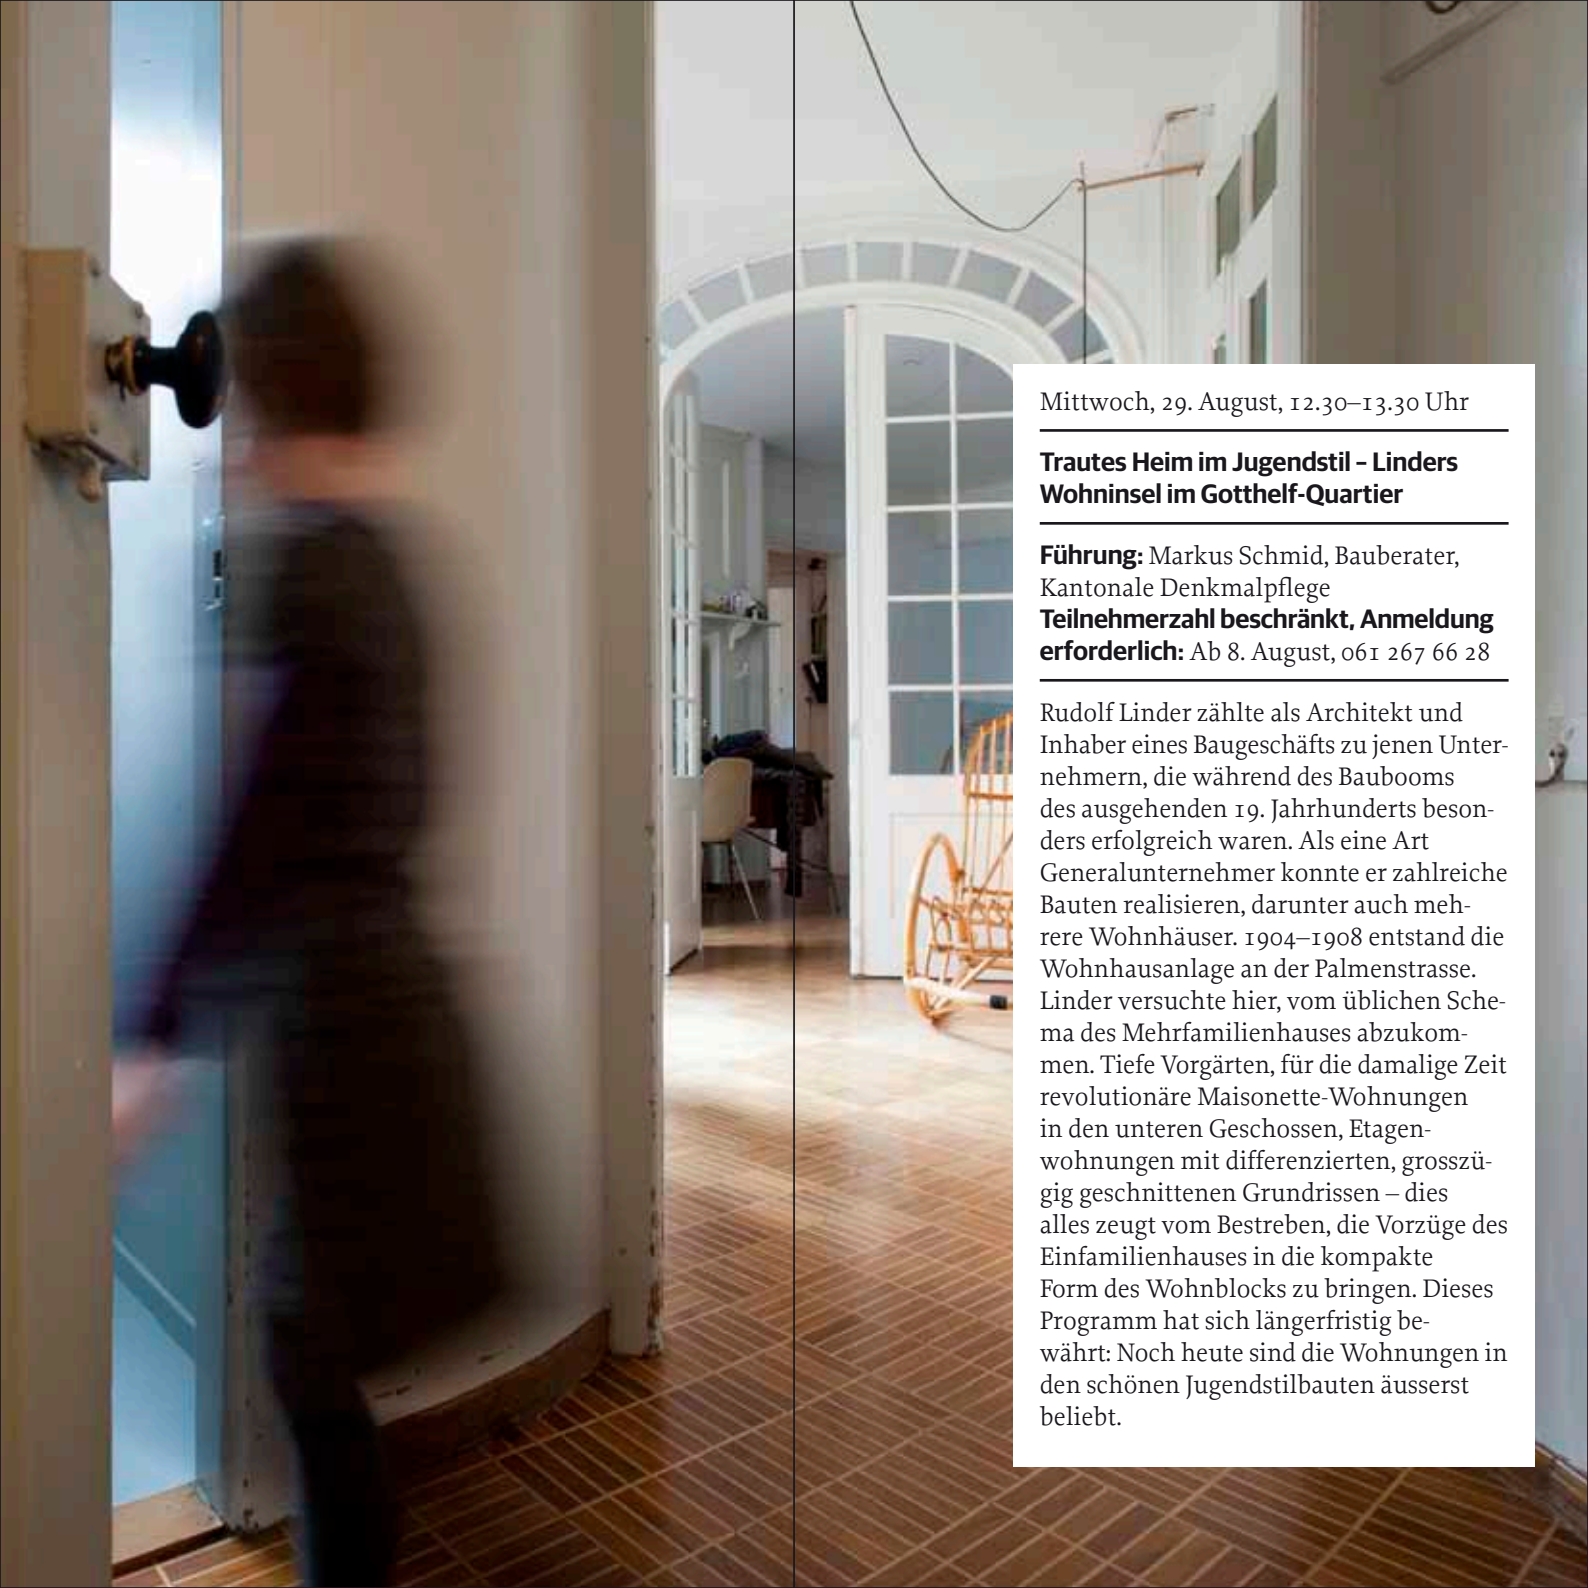 Mittwoch, 29. August, 12.30–13.30 Uhr
Trautes Heim im Jugendstil – Linders
Wohninsel im Gotthelf-Quartier
Führung: Markus Schmid, Bauberater,
Kantonale Denkmalpflege
Teilnehmerzahl beschränkt, Anmeldung
erforderlich: Ab 8. August, 061 267 66 28
Rudolf Linder zählte als Architekt und
Inhaber eines Baugeschäfts zu jenen Unter-
nehmern, die während des Baubooms
des ausgehenden 19. Jahrhunderts beson-
ders erfolgreich waren. Als eine Art
Generalunternehmer konnte er zahlreiche
Bauten realisieren, darunter auch meh-
rere Wohnhäuser. 1904–1908 entstand die
Wohnhausanlage an der Palmenstrasse.
Linder versuchte hier, vom üblichen Sche-
ma des Mehrfamilienhauses abzukom-
men. Tiefe Vorgärten, für die damalige Zeit
revolutionäre Maisonette-Wohnungen
in den unteren Geschossen, Etagen-
wohnungen mit differenzierten, grosszü-
gig geschnittenen Grundrissen – dies
alles zeugt vom Bestreben, die Vorzüge des
Einfamilienhauses in die kompakte
Form des Wohnblocks zu bringen. Dieses
Programm hat sich längerfristig be-
währt: Noch heute sind die Wohnungen in
den schönen Jugendstilbauten äusserst
beliebt.